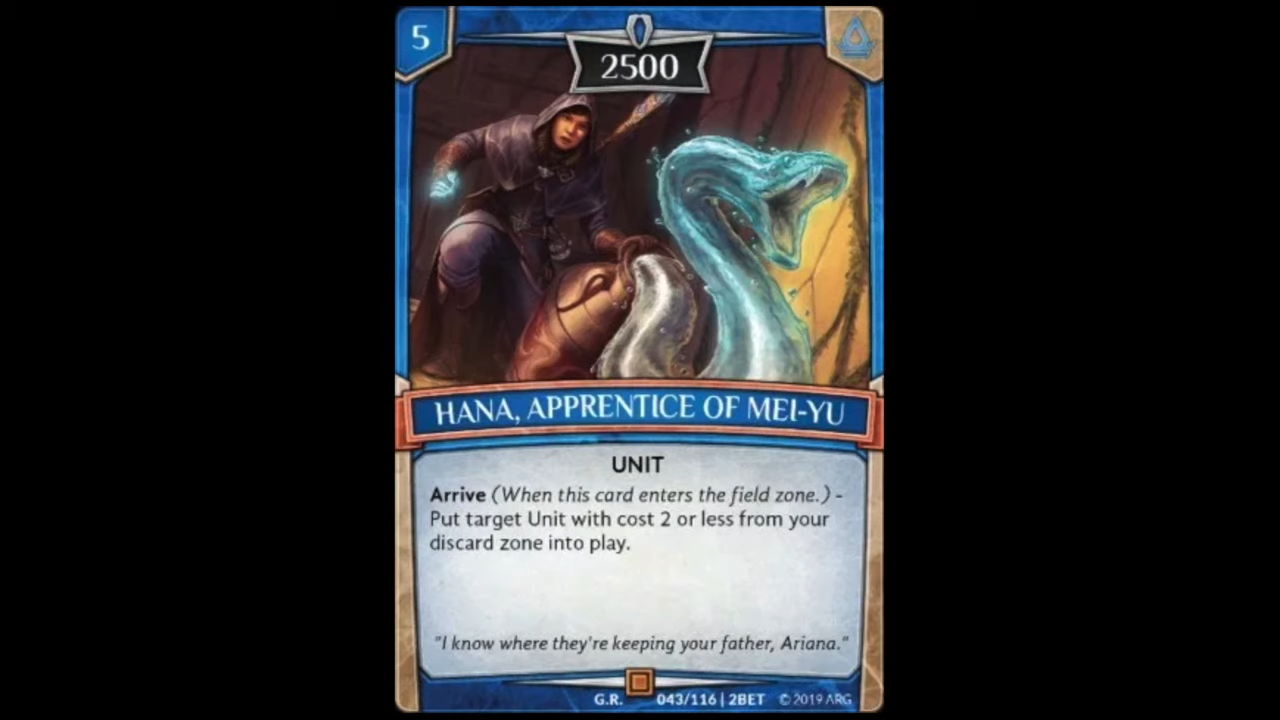 5
2500
HANA, APPRENTICE OF MEI-YU
UNIT
Arrive (When this card enters the field zone.) -
Put target Unit with cost 2 or less from your
discard zone into play.
"I know where they're keeping your father, Ariana."
G.R. 043/116 | 2BET © 2019 ARG